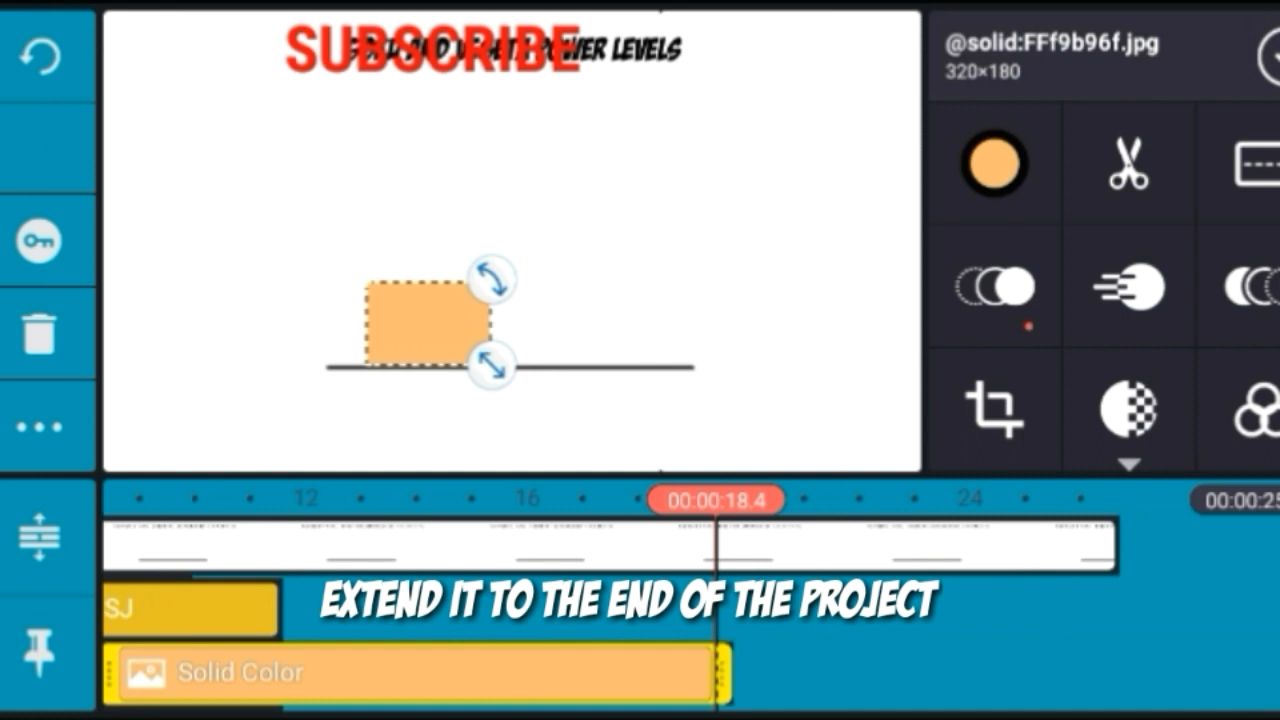 SUBSCRIBE
POWER LEVELS
@solid:FFf9b96f.jpg
320×180
12
16
00:00:18.4
24
00:00:25
SJ
EXTEND IT TO THE END OF THE PROJECT
Solid Color